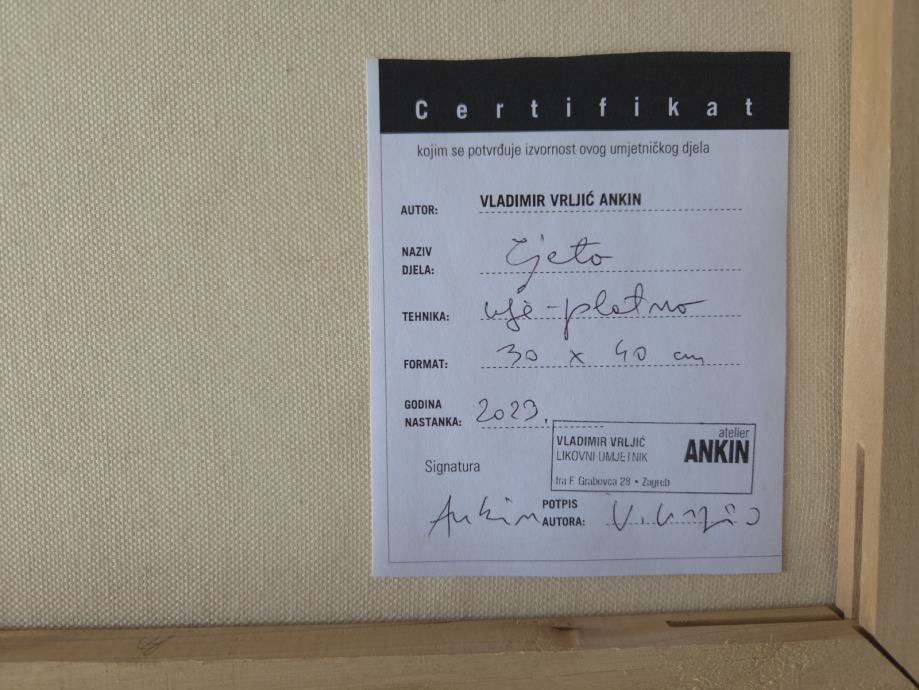 Certifikat
kojim se potvrđuje izvornost ovog umjetničkog djela
AUTOR: VLADIMIR VRLJIĆ ANKIN
NAZIV DJELA: Ljeto
TEHNIKA: ulje-platno
FORMAT: 30 x 40 cm
GODINA NASTANKA: 2023.
VLADIMIR VRLJIĆ
LIKOVNI UMJETNIK
atelier
ANKIN
fra F. Grabovca 28 • Zagreb
Signatura
Ankin
POTPIS AUTORA: V. Vrljić